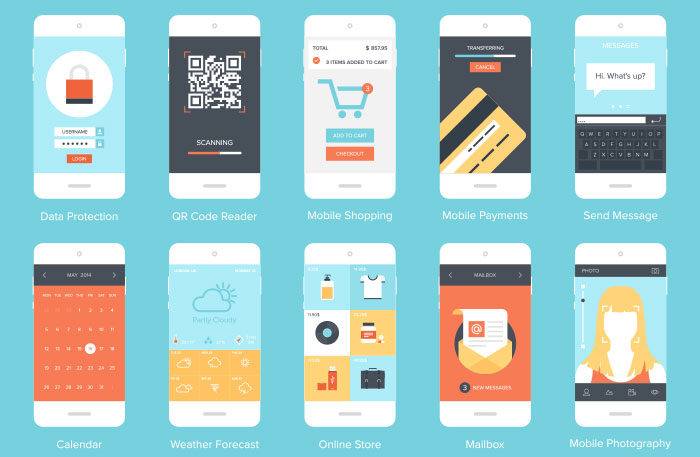 TOTAL $ 857.95
3 ITEMS ADDED TO CART
3
ADD TO CART
CHECKOUT
TRANSFERRING
CANCEL
MESSAGES
Hi. What's up?
USERNAME
LOGIN
SCANNING
Q W E R T Y U I O P
A S D F G H J K L
Z X C V B N M
Data Protection
QR Code Reader
Mobile Shopping
Mobile Payments
Send Message
MAY 2014
MON TUE WED THU FRI SAT SUN
5 6 7 8 9 10 11
12 13 14 15 16 17 18
19 20 21 22 23 24 25
26 27 28 29 30 31
Partly Cloudy
MAILBOX
@
3 NEW MESSAGES
PHOTO
Calendar
Weather Forecast
Online Store
Mailbox
Mobile Photography